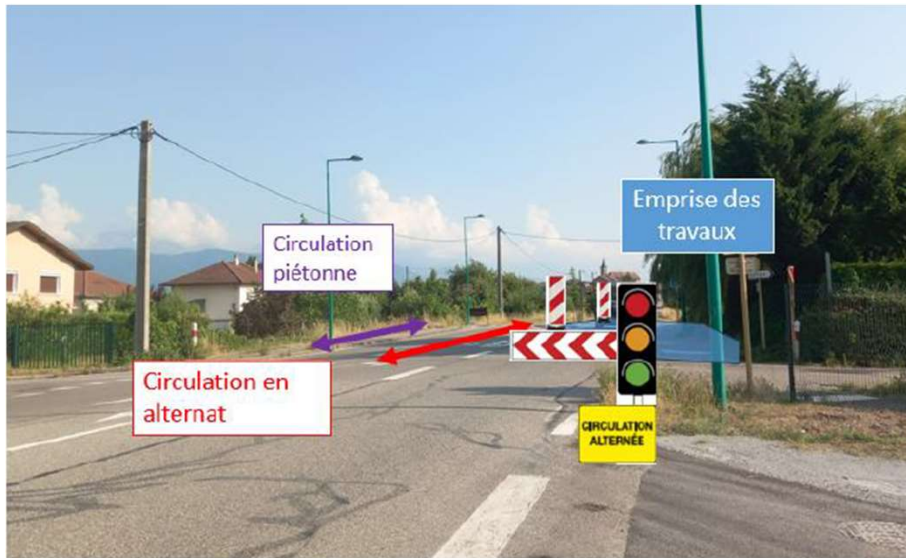 Emprise des
travaux
Circulation
piétonne
Circulation en
alternat
CIRCULATION
ALTERNÉE